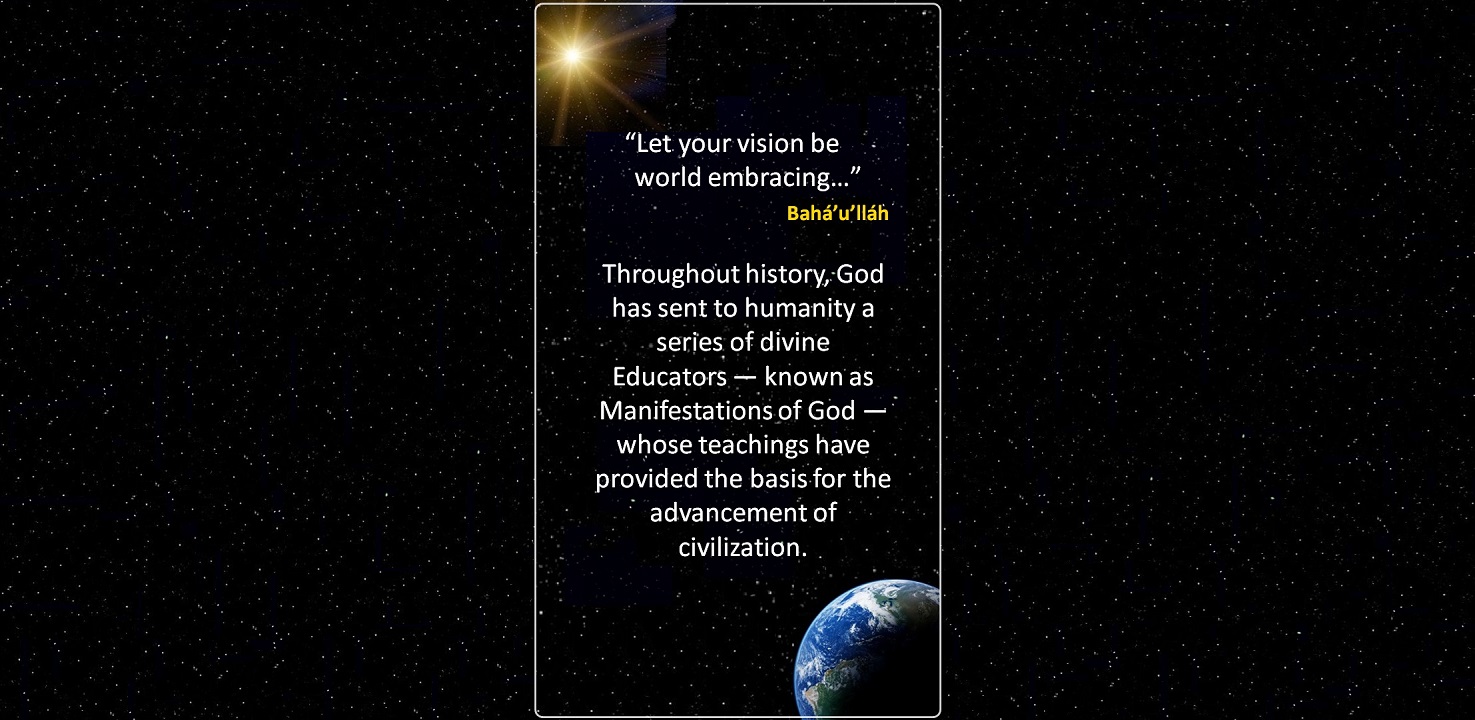 “Let your vision be
world embracing…”
Bahá’u’lláh
Throughout history, God
has sent to humanity a
series of divine
Educators — known as
Manifestations of God —
whose teachings have
provided the basis for the
advancement of
civilization.